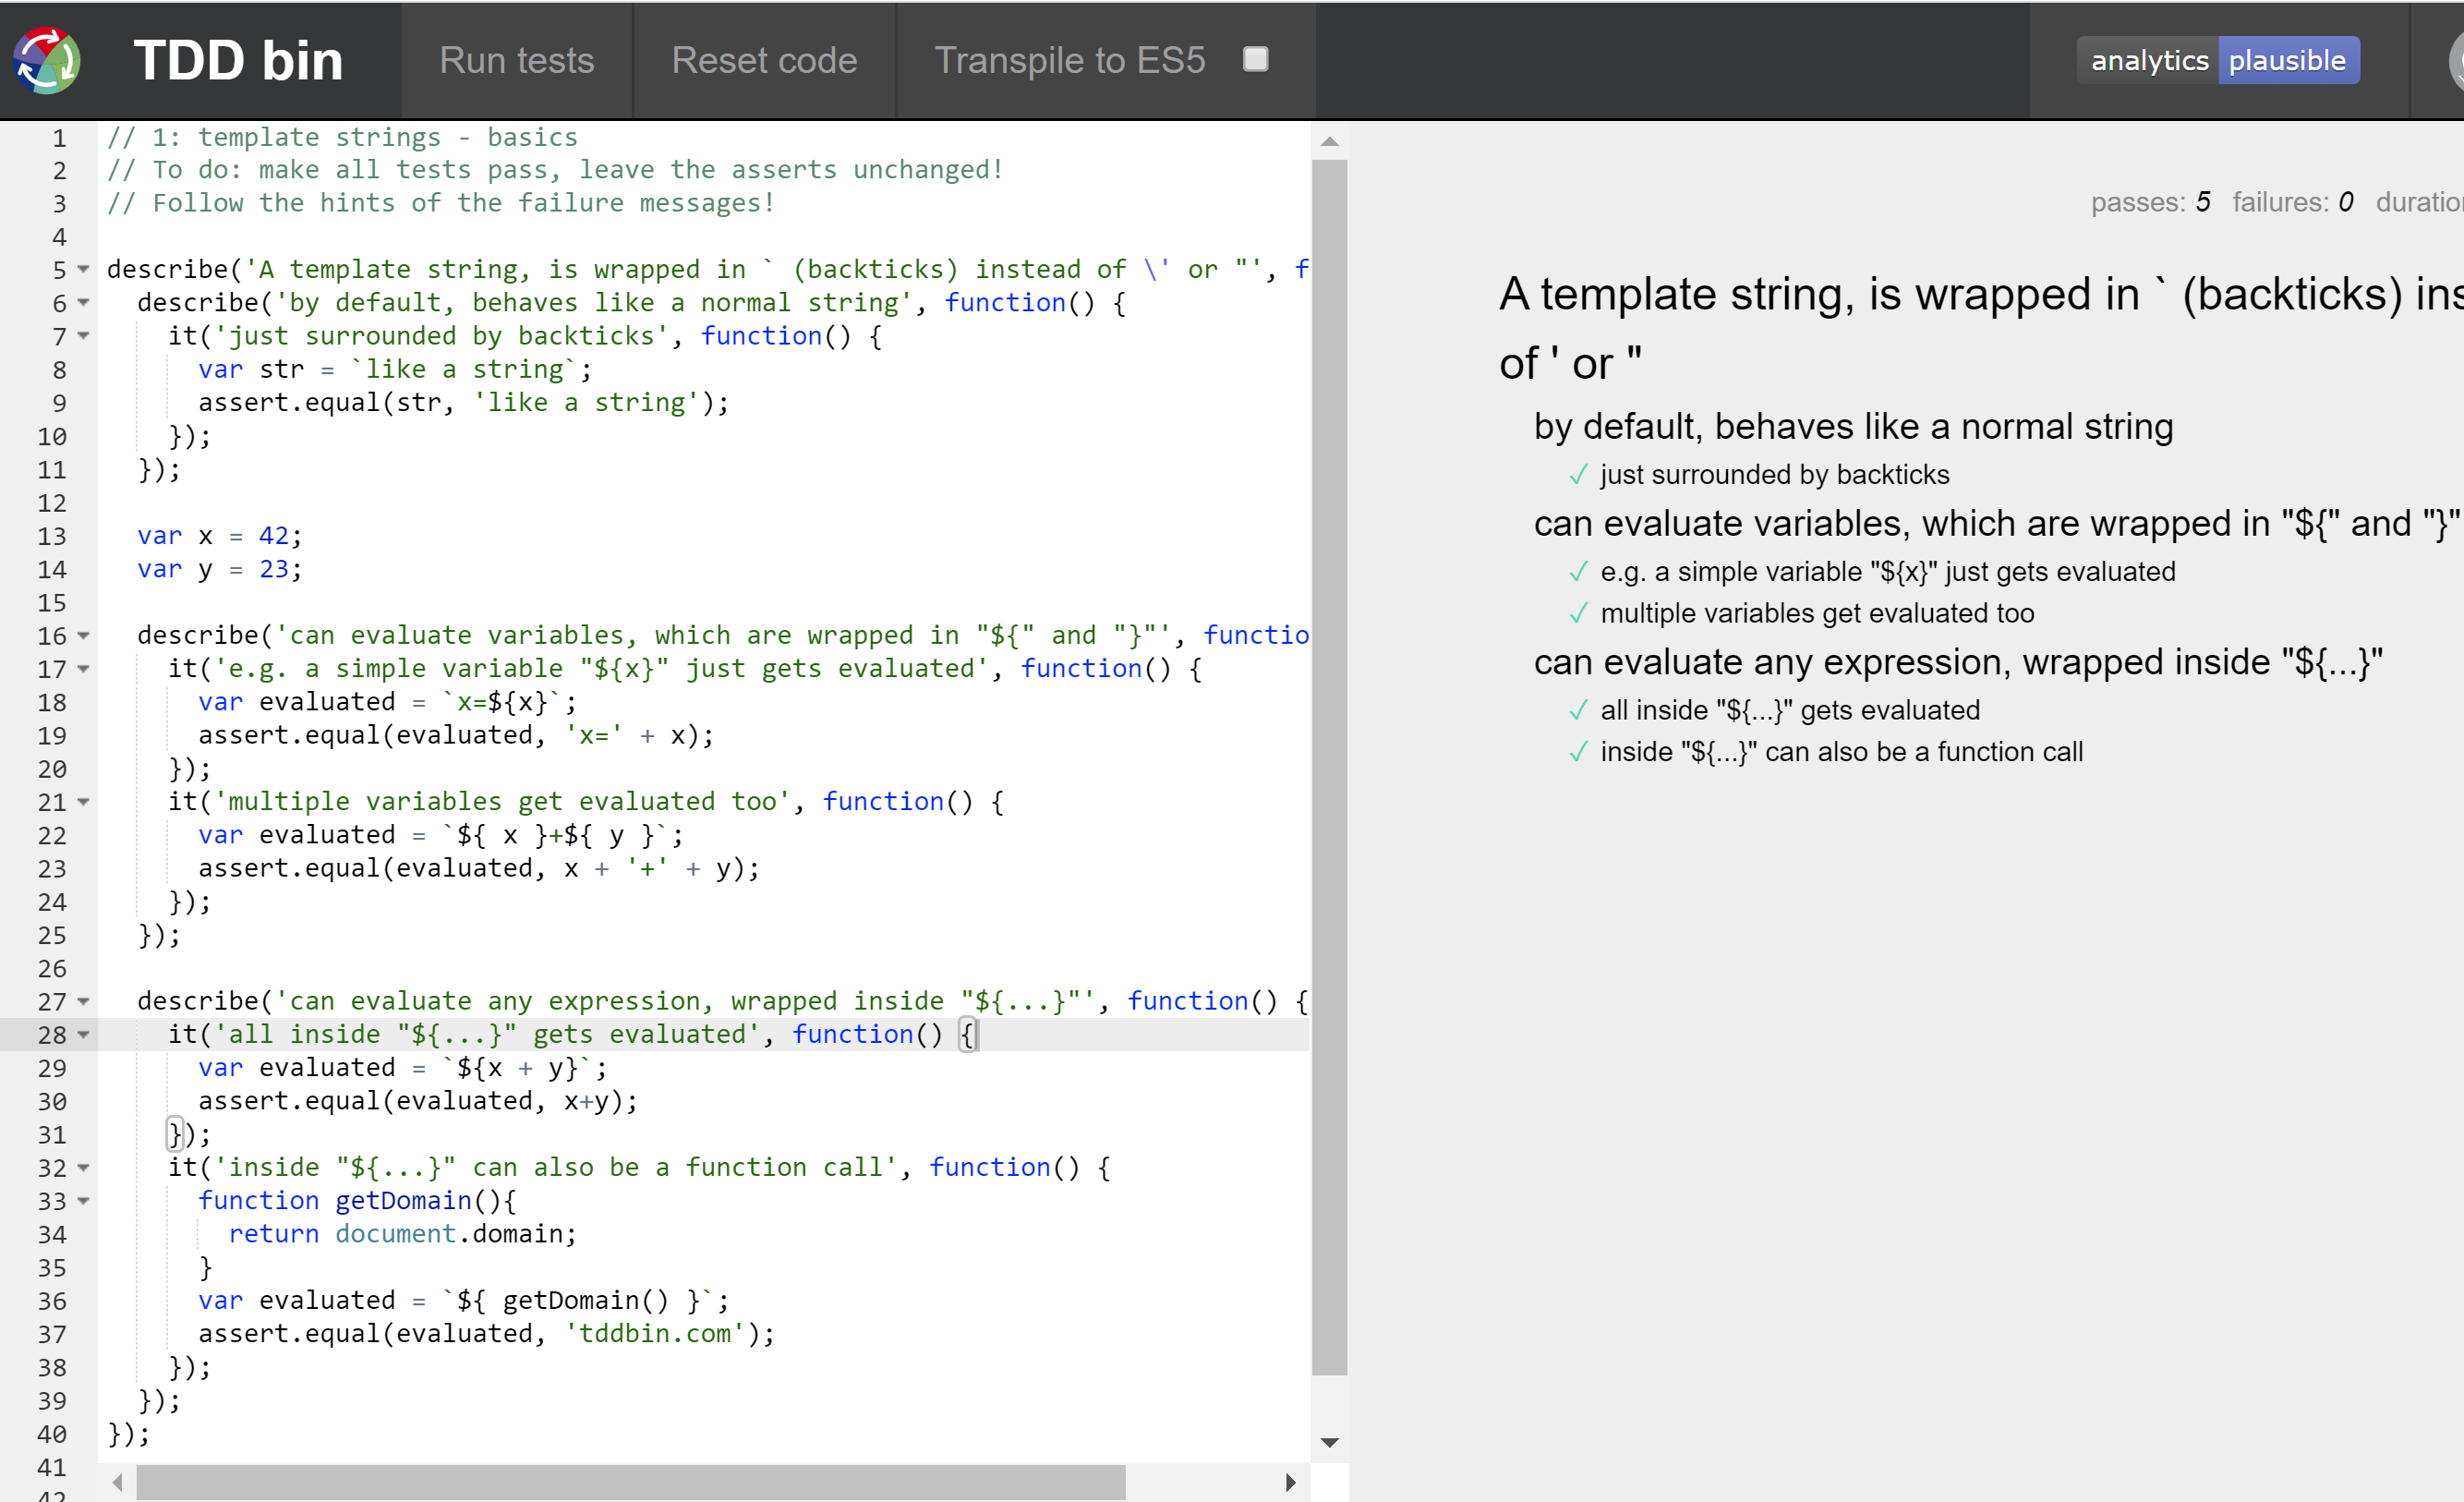 TDD bin
Run tests
Reset code
Transpile to ES5
analytics plausible
1 // 1: template strings - basics
2 // To do: make all tests pass, leave the asserts unchanged!
3 // Follow the hints of the failure messages!
4
5 describe('A template string, is wrapped in ` (backticks) instead of \' or "', f
6   describe('by default, behaves like a normal string', function() {
7     it('just surrounded by backticks', function() {
8       var str = `like a string`;
9       assert.equal(str, 'like a string');
10     });
11   });
12
13   var x = 42;
14   var y = 23;
15
16   describe('can evaluate variables, which are wrapped in "${" and "}"', functio
17     it('e.g. a simple variable "${x}" just gets evaluated', function() {
18       var evaluated = `x=${x}`;
19       assert.equal(evaluated, 'x=' + x);
20     });
21     it('multiple variables get evaluated too', function() {
22       var evaluated = `${ x }+${ y }`;
23       assert.equal(evaluated, x + '+' + y);
24     });
25   });
26
27   describe('can evaluate any expression, wrapped inside "${...}"', function() {
28     it('all inside "${...}" gets evaluated', function() {
29       var evaluated = `${x + y}`;
30       assert.equal(evaluated, x+y);
31     });
32     it('inside "${...}" can also be a function call', function() {
33       function getDomain(){
34         return document.domain;
35       }
36       var evaluated = `${ getDomain() }`;
37       assert.equal(evaluated, 'tddbin.com');
38     });
39   });
40 });
41
42
passes: 5 failures: 0 duratio
A template string, is wrapped in ` (backticks) ins
of ' or "
by default, behaves like a normal string
✓ just surrounded by backticks
can evaluate variables, which are wrapped in "${" and "}"
✓ e.g. a simple variable "${x}" just gets evaluated
✓ multiple variables get evaluated too
can evaluate any expression, wrapped inside "${...}"
✓ all inside "${...}" gets evaluated
✓ inside "${...}" can also be a function call